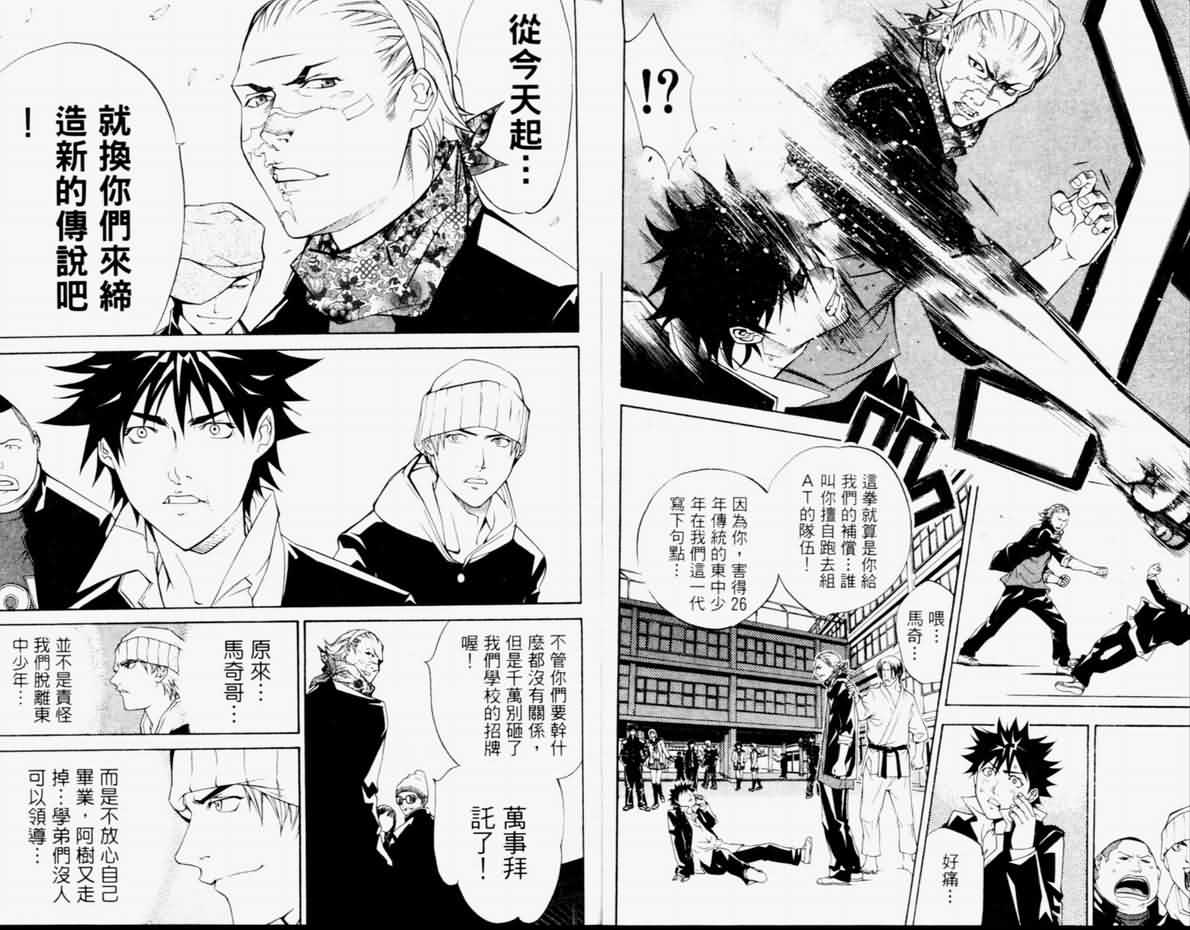 !?
喂…
馬奇…
這拳就算是你給
我們的補償…誰
叫你擅自跑去組
AT的隊伍！
因為你，害得26
年傳統的東中少
年在我們這一代
寫下句點…
好痛…
從今天起…
就換你們來締
造新的傳說吧
！
不管你們要幹什
麼都沒有關係，
但是千萬別砸了
我們學校的招牌
喔！
萬事拜
託了！
原來…
馬奇哥…
並不是責怪
我們脫離東
中少年…
而是不放心自己
畢業，阿樹又走
掉…學弟們沒人
可以領導…